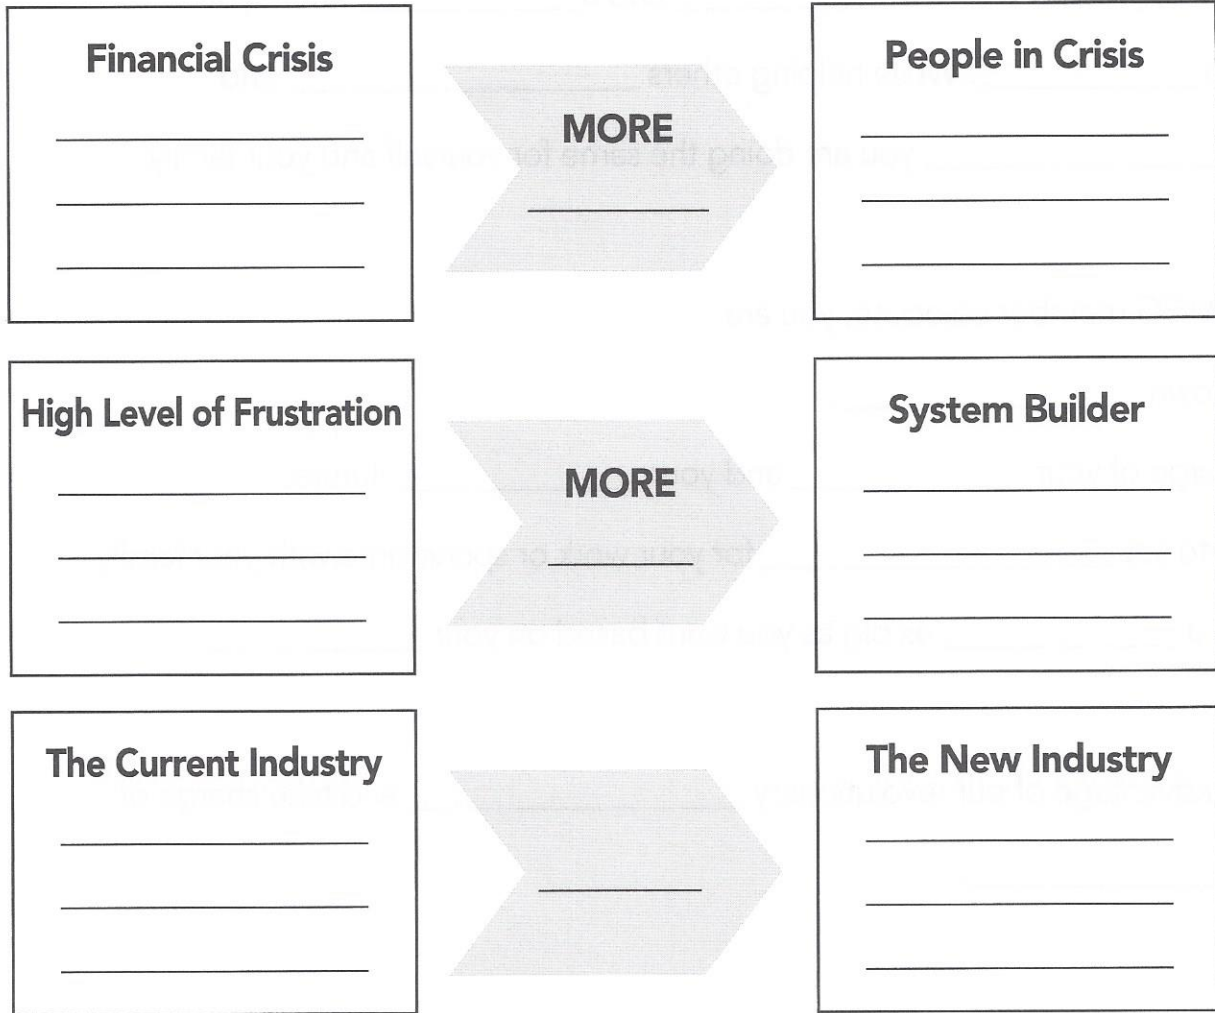 Financial Crisis
MORE
People in Crisis
High Level of Frustration
MORE
System Builder
The Current Industry
The New Industry